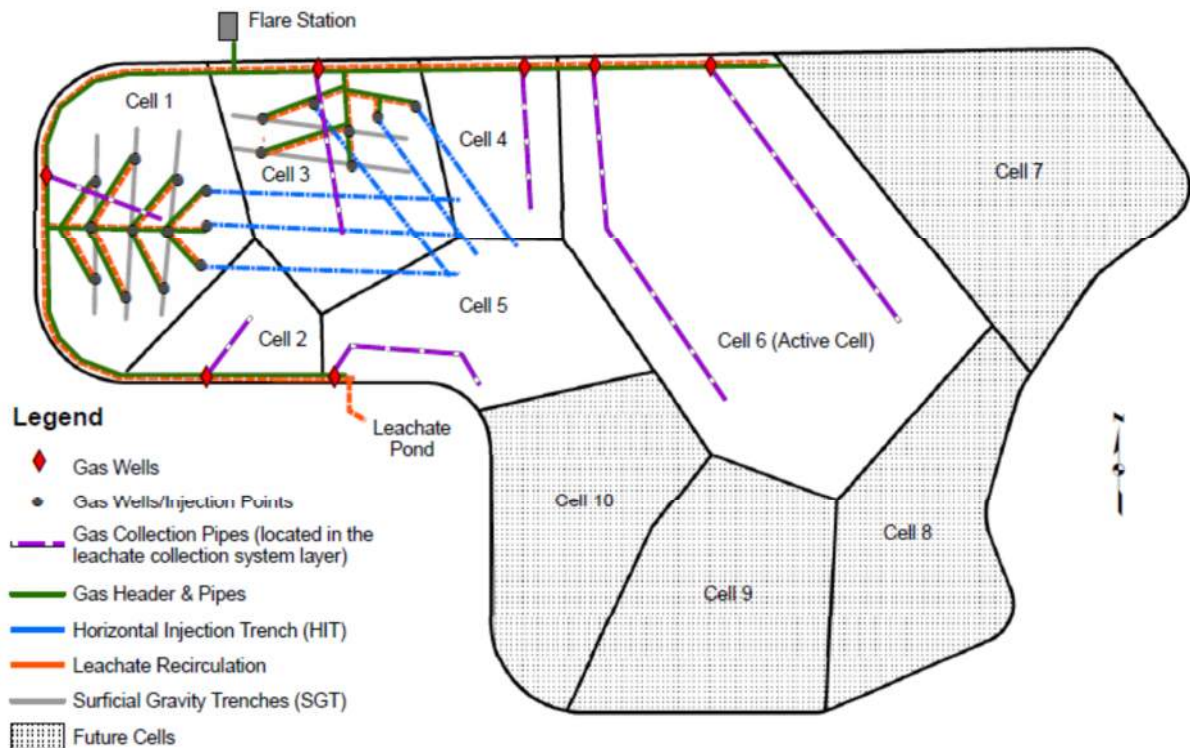 Flare Station
Cell 1
Cell 4
Cell 3
Cell 7
Cell 5
Cell 2
Cell 6 (Active Cell)
Leachate
Pond
Cell 10
Cell 8
Cell 9
N
Legend
Gas Wells
Gas Wells/Injection Points
Gas Collection Pipes (located in the
leachate collection system layer)
Gas Header & Pipes
Horizontal Injection Trench (HIT)
Leachate Recirculation
Surficial Gravity Trenches (SGT)
Future Cells